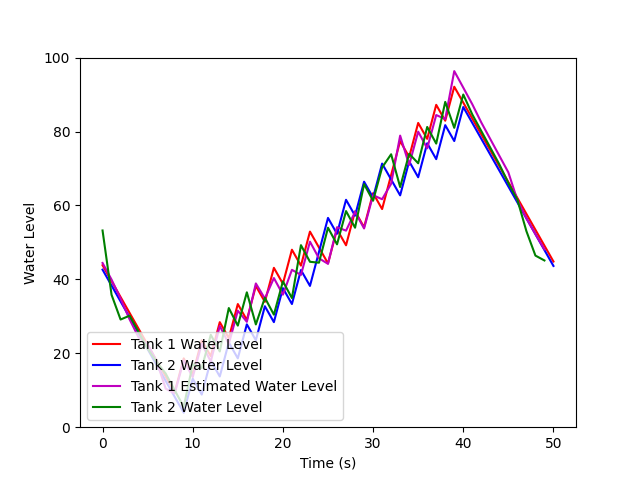 100
80
60
40
20
0
Water Level
Tank 1 Water Level
Tank 2 Water Level
Tank 1 Estimated Water Level
Tank 2 Water Level
0 10 20 30 40 50
Time (s)